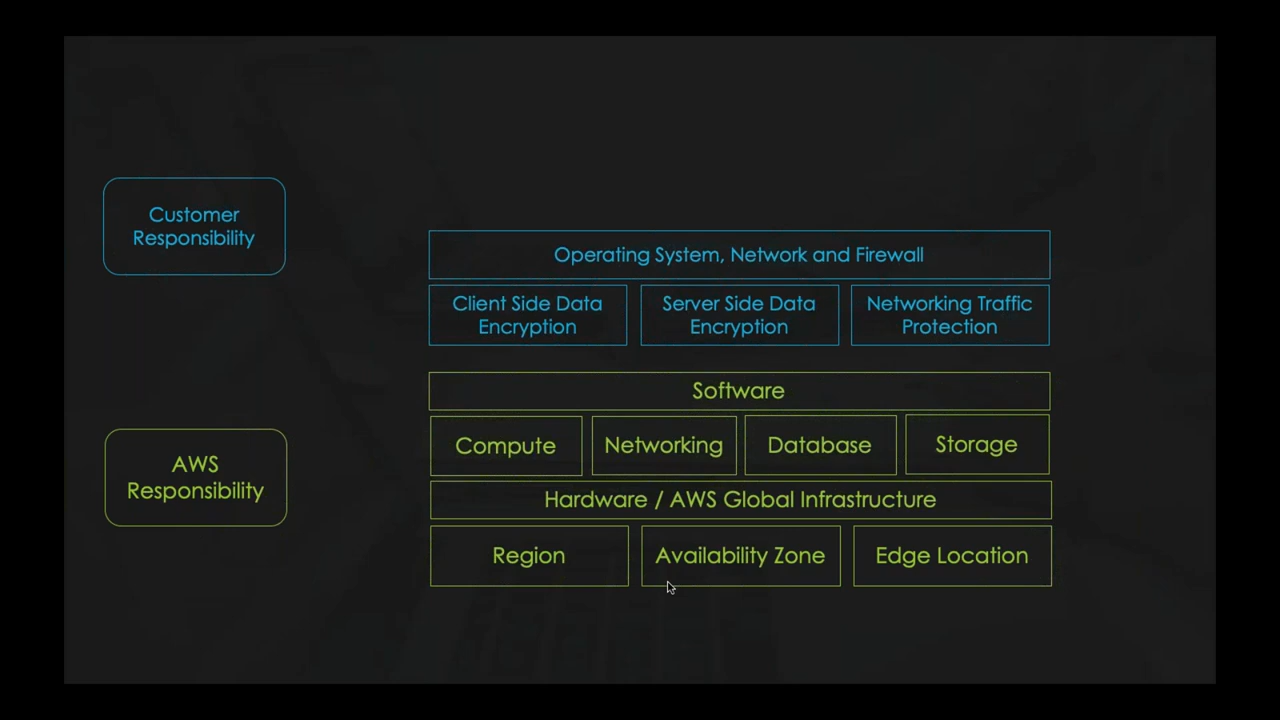 Customer
Responsibility
Operating System, Network and Firewall
Client Side Data
Encryption
Server Side Data
Encryption
Networking Traffic
Protection
Software
Compute
Networking
Database
Storage
AWS
Responsibility
Hardware / AWS Global Infrastructure
Region
Availability Zone
Edge Location